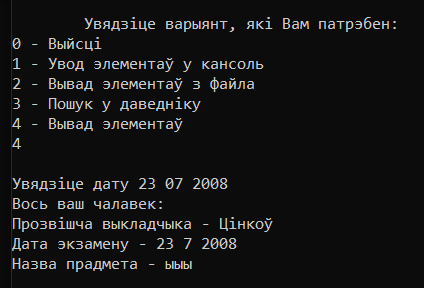 Увядзіце варыянт, які Вам патрэбен:
0 - Выйсці
1 - Увод элементаў у кансоль
2 - Вывад элементаў з файла
3 - Пошук у даведніку
4 - Вывад элементаў
4
Увядзіце дату 23 07 2008
Вось ваш чалавек:
Прозвішча выкладчыка - Цінкоў
Дата экзамену - 23 7 2008
Назва прадмета - ыыы